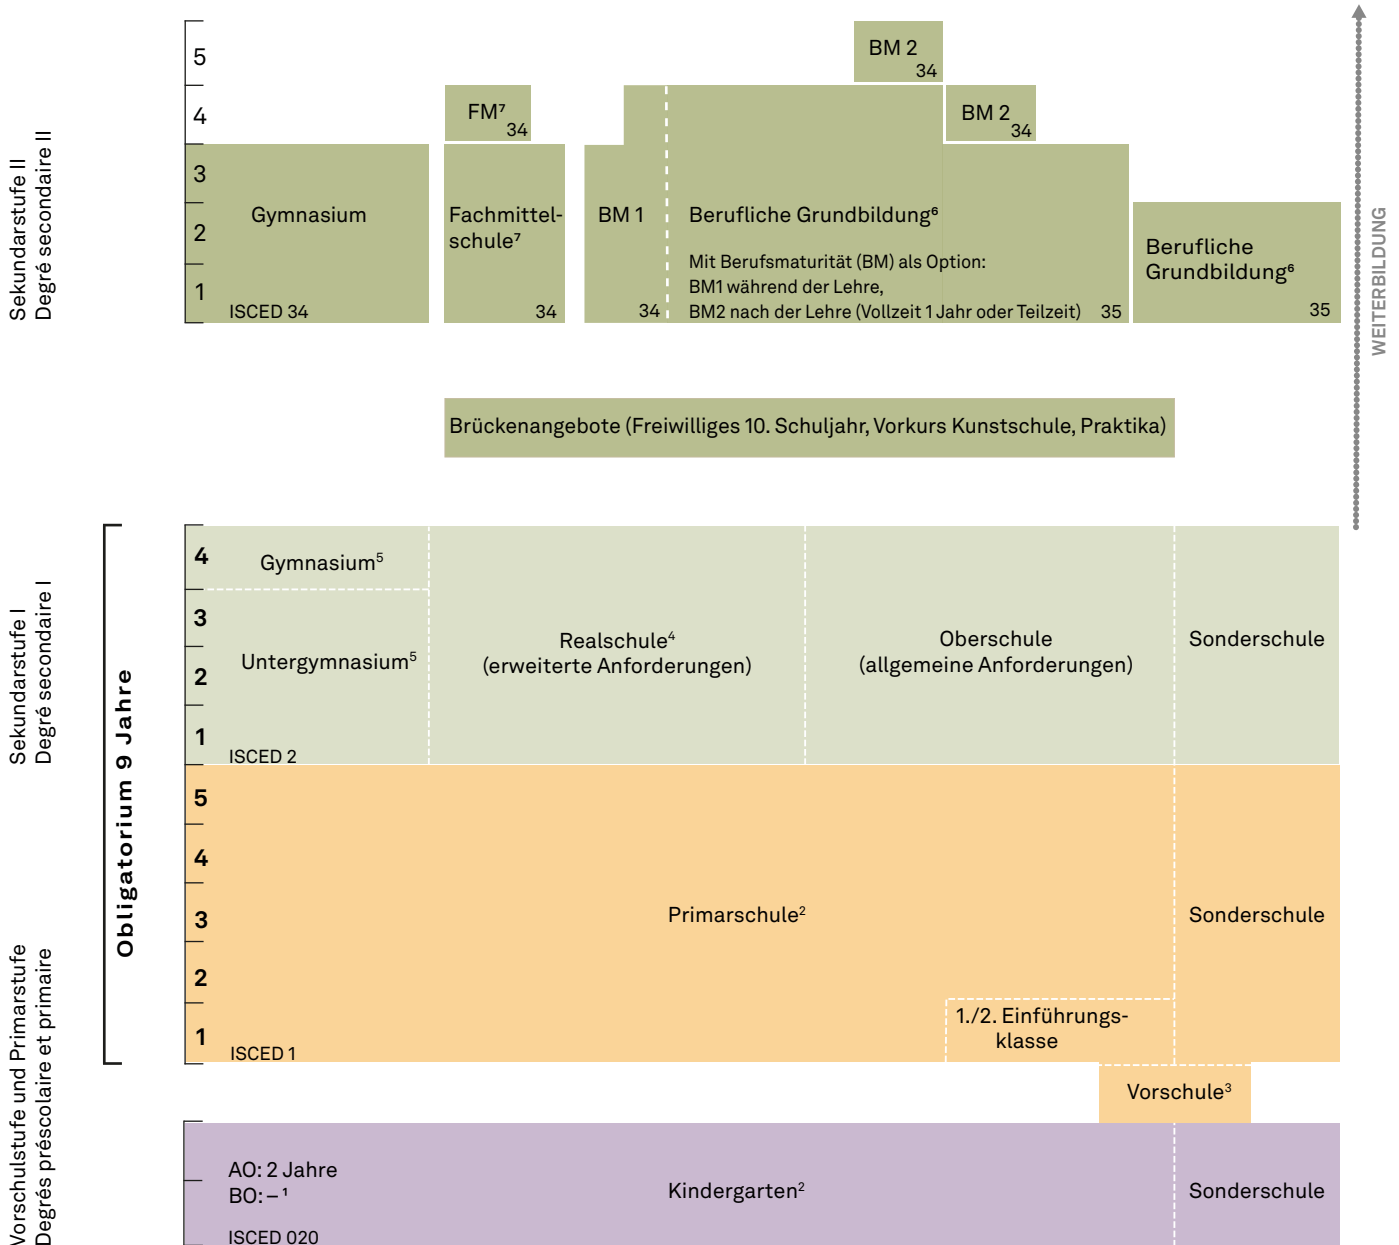 Sekundarstufe II
Degré secondaire II
5
4
3
2
1
BM 2
34
FM⁷
34
BM 2
34
Gymnasium
ISCED 34
Fachmittel-
schule⁷
34
BM 1
34
Berufliche Grundbildung⁶
Mit Berufsmaturität (BM) als Option:
BM1 während der Lehre,
BM2 nach der Lehre (Vollzeit 1 Jahr oder Teilzeit)
35
Berufliche
Grundbildung⁶
35
WEITERBILDUNG
Brückenangebote (Freiwilliges 10. Schuljahr, Vorkurs Kunstschule, Praktika)
Sekundarstufe I
Degré secondaire I
Obligatorium 9 Jahre
4
3
2
1
Gymnasium⁵
Untergymnasium⁵
ISCED 2
Realschule⁴
(erweiterte Anforderungen)
Oberschule
(allgemeine Anforderungen)
Sonderschule
Vorschulstufe und Primarstufe
Degrés préscolaire et primaire
5
4
3
2
1
Primarschule²
Sonderschule
1./2. Einführungs-
klasse
ISCED 1
Vorschule³
AO: 2 Jahre
BO: – ¹
ISCED 020
Kindergarten²
Sonderschule